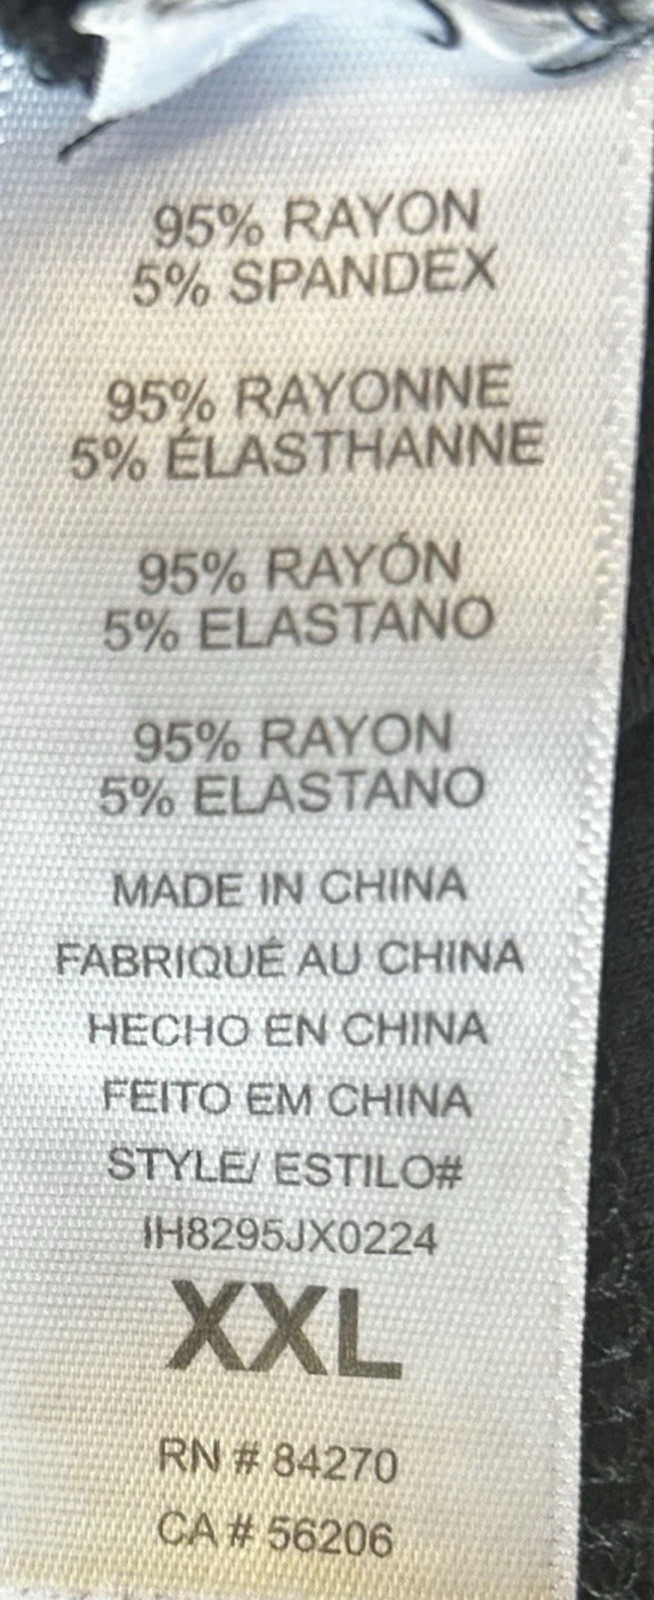 95% RAYON
5% SPANDEX
95% RAYONNE
5% ÉLASTHANNE
95% RAYÓN
5% ELASTANO
95% RAYON
5% ELASTANO
MADE IN CHINA
FABRIQUÉ AU CHINA
HECHO EN CHINA
FEITO EM CHINA
STYLE/ ESTILO#
IH8295JX0224
XXL
RN # 84270
CA # 56206